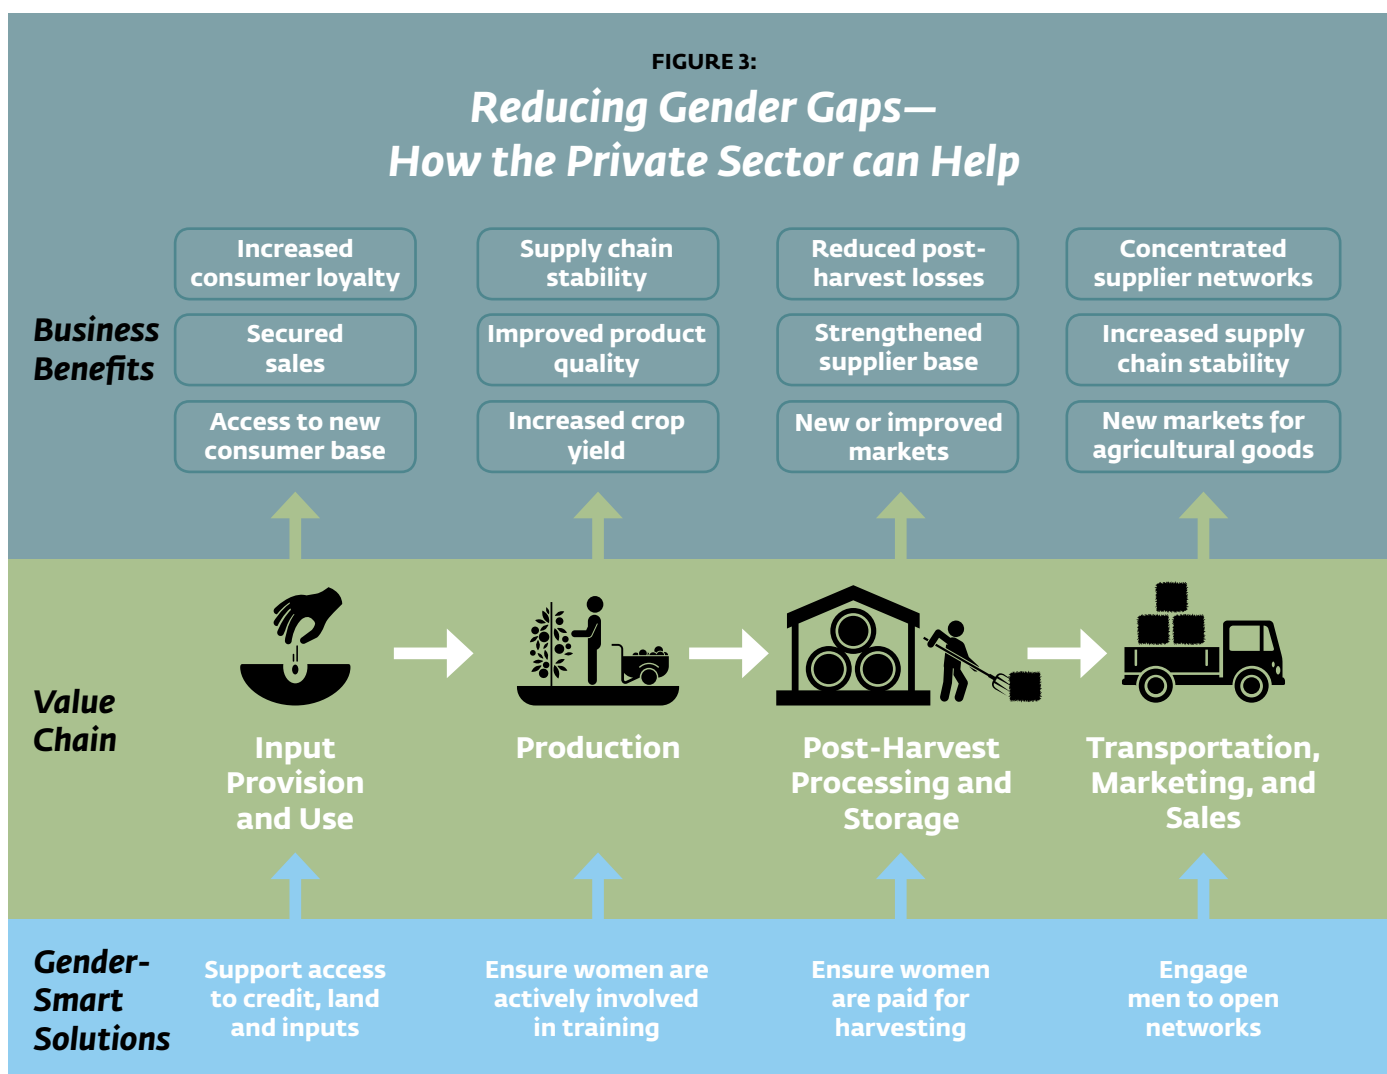 FIGURE 3:
Reducing Gender Gaps—
How the Private Sector can Help
Business
Benefits
Increased
consumer loyalty
Secured
sales
Access to new
consumer base
Supply chain
stability
Improved product
quality
Increased crop
yield
Reduced post-
harvest losses
Strengthened
supplier base
New or improved
markets
Concentrated
supplier networks
Increased supply
chain stability
New markets for
agricultural goods
Value
Chain
Input
Provision
and Use
Production
Post-Harvest
Processing and
Storage
Transportation,
Marketing, and
Sales
Gender-
Smart
Solutions
Support access
to credit, land
and inputs
Ensure women are
actively involved
in training
Ensure women
are paid for
harvesting
Engage
men to open
networks